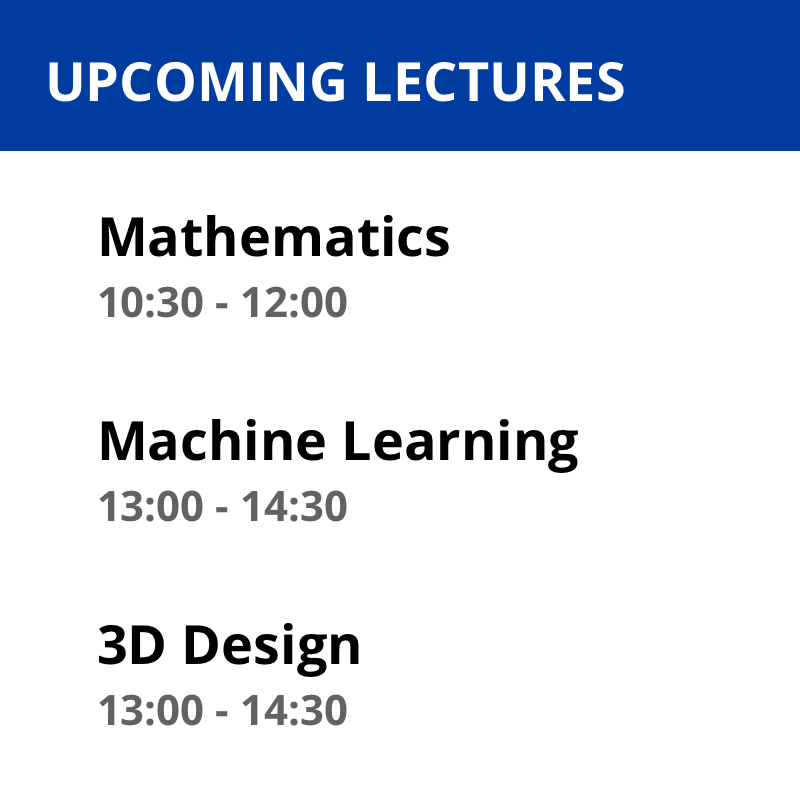 UPCOMING LECTURES
Mathematics
10:30 - 12:00
Machine Learning
13:00 - 14:30
3D Design
13:00 - 14:30